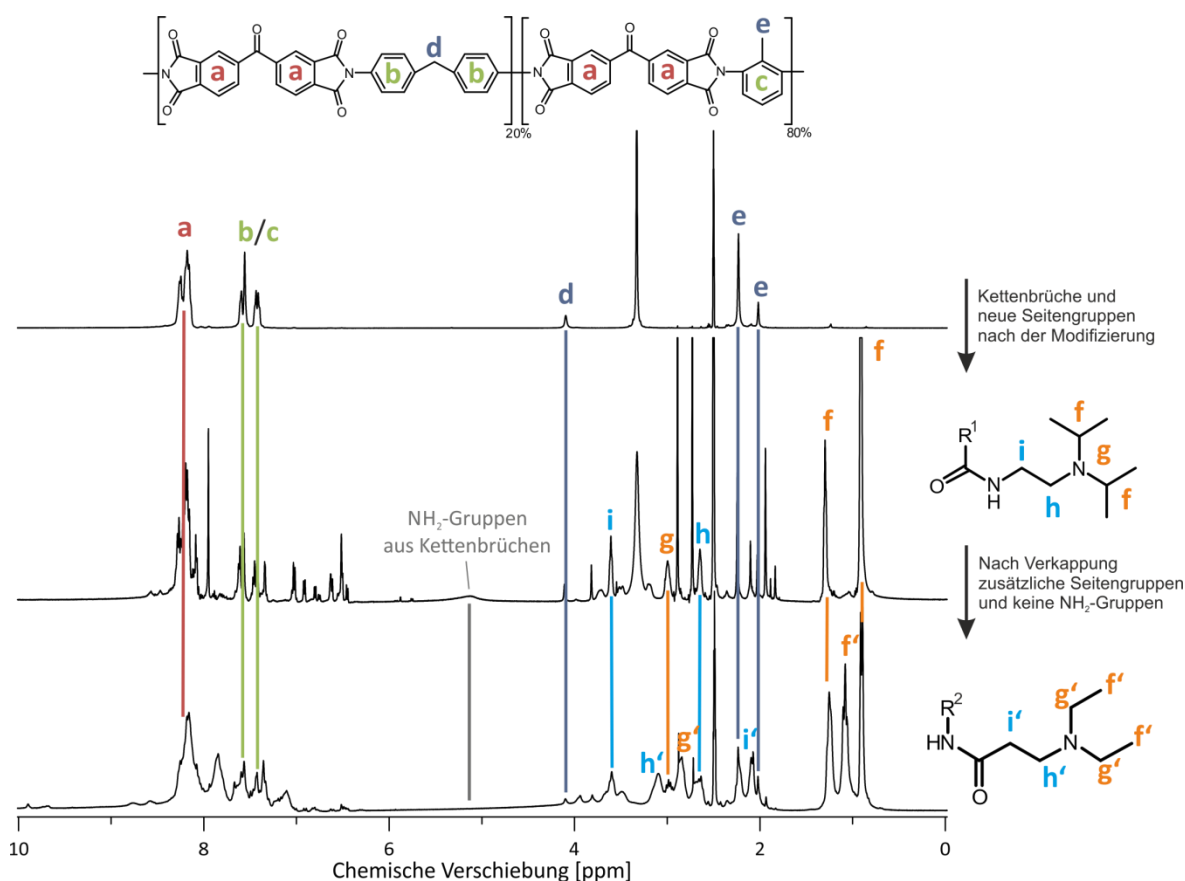 O
O
O
O
O
O
O
O
O
O
d
e
a
a
b
b
a
a
c
N
N
N
N
20%
80%
a
b/c
d
e
e
Kettenbrüche und
neue Seitengruppen
nach der Modifizierung
f
f
f
R1
i
N
g
O
N
H
h
f
NH2-Gruppen
aus Kettenbrüchen
i
g
h
Nach Verkappung
zusätzliche Seitengruppen
und keine NH2-Gruppen
f‘
h‘
g‘
i‘
R2
HN
i‘
g‘
f‘
N
f‘
h‘
g‘
O
10
8
6
4
2
0
Chemische Verschiebung [ppm]